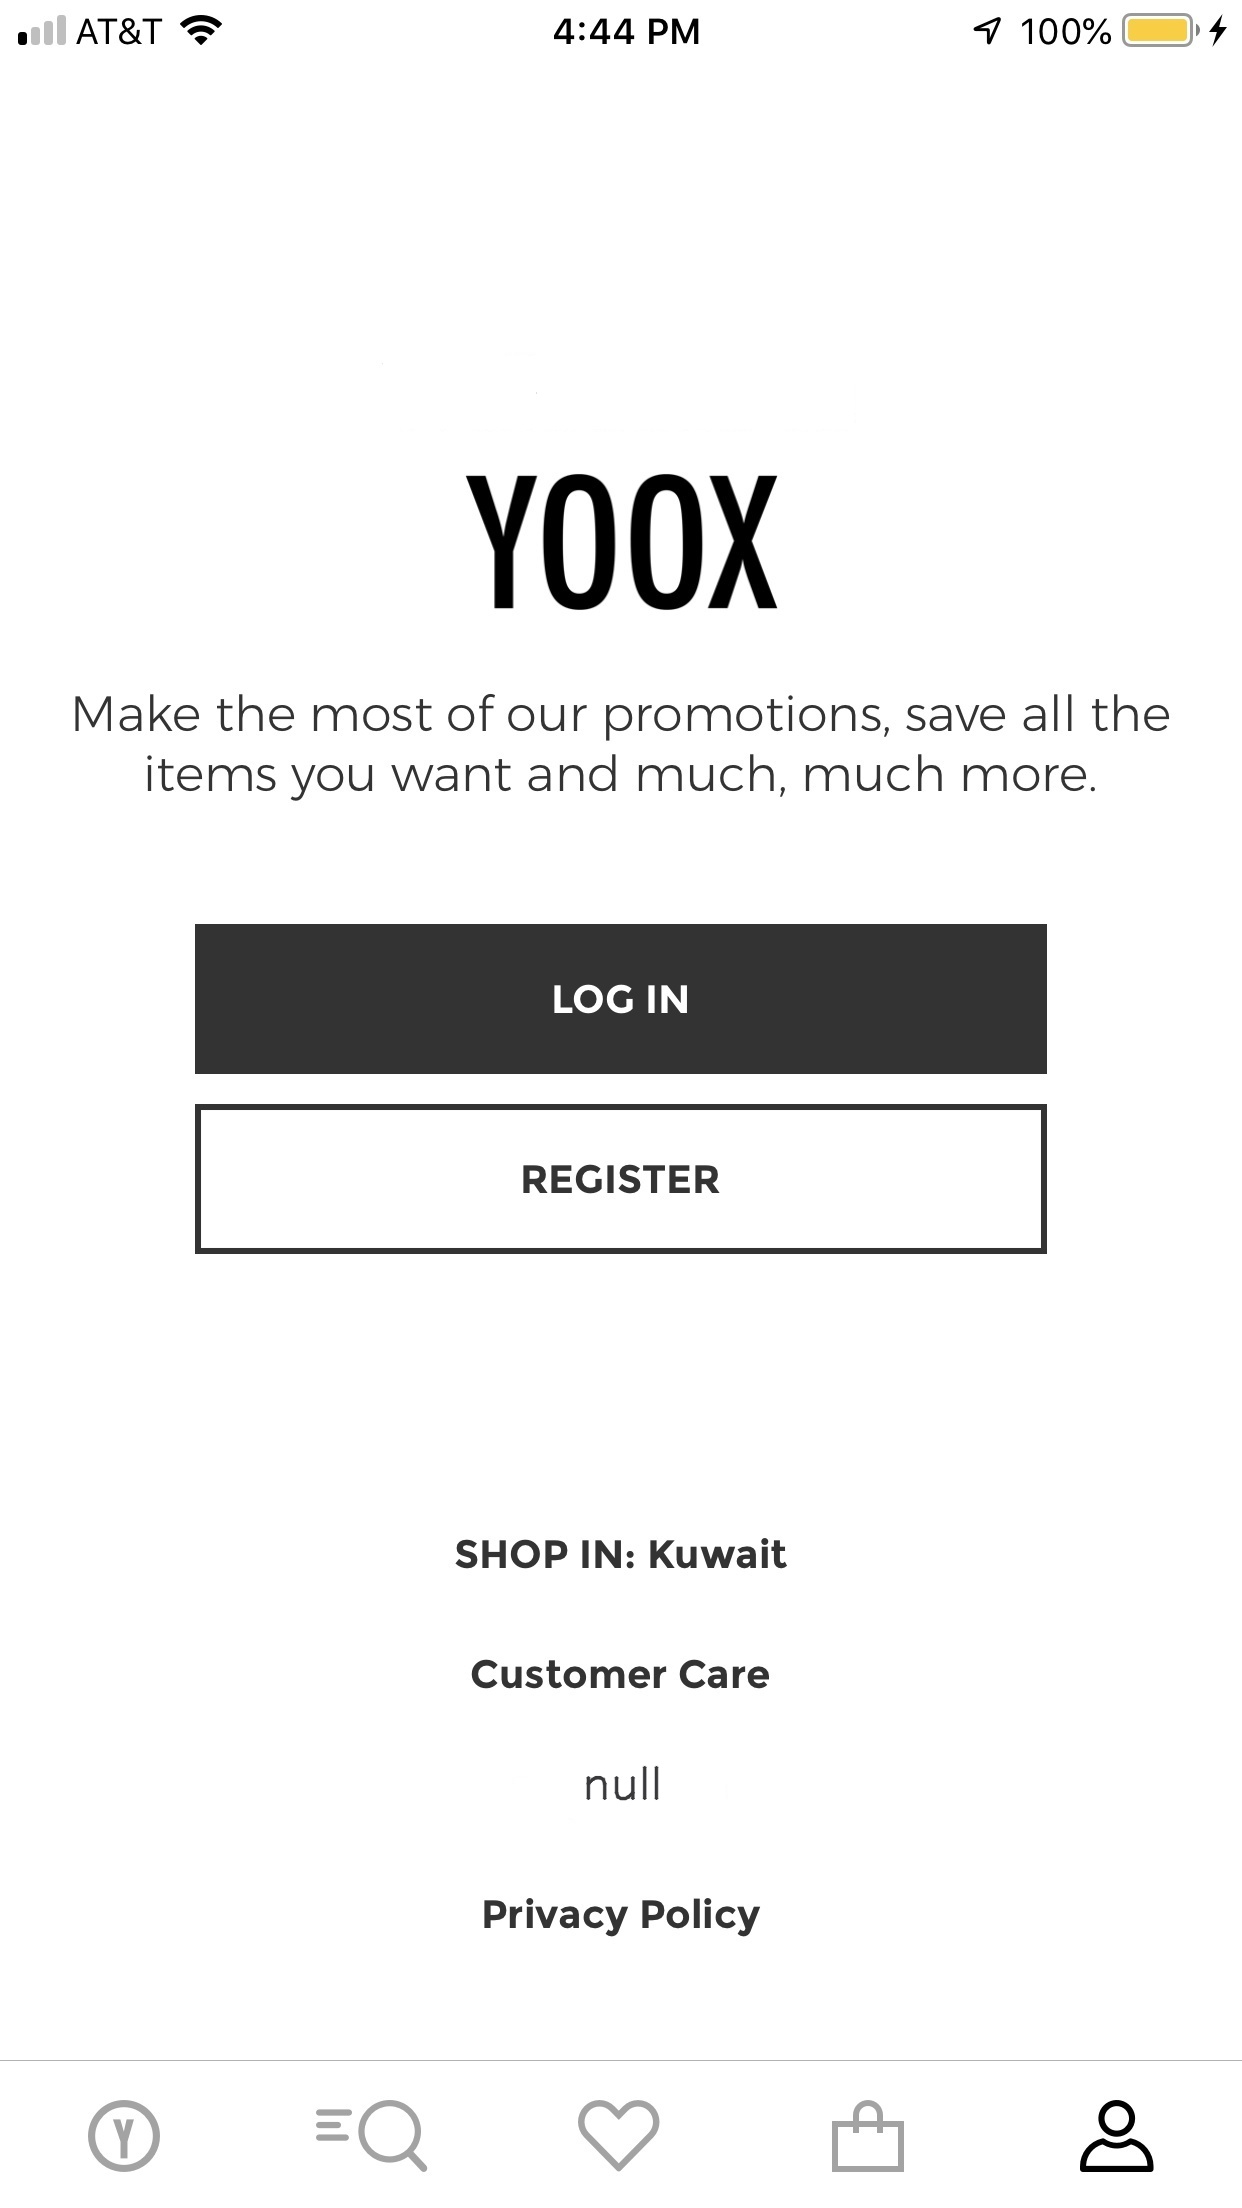 AT&T 4:44 PM 100%
YOOX
Make the most of our promotions, save all the
items you want and much, much more.
LOG IN
REGISTER
SHOP IN: Kuwait
Customer Care
null
Privacy Policy
Y